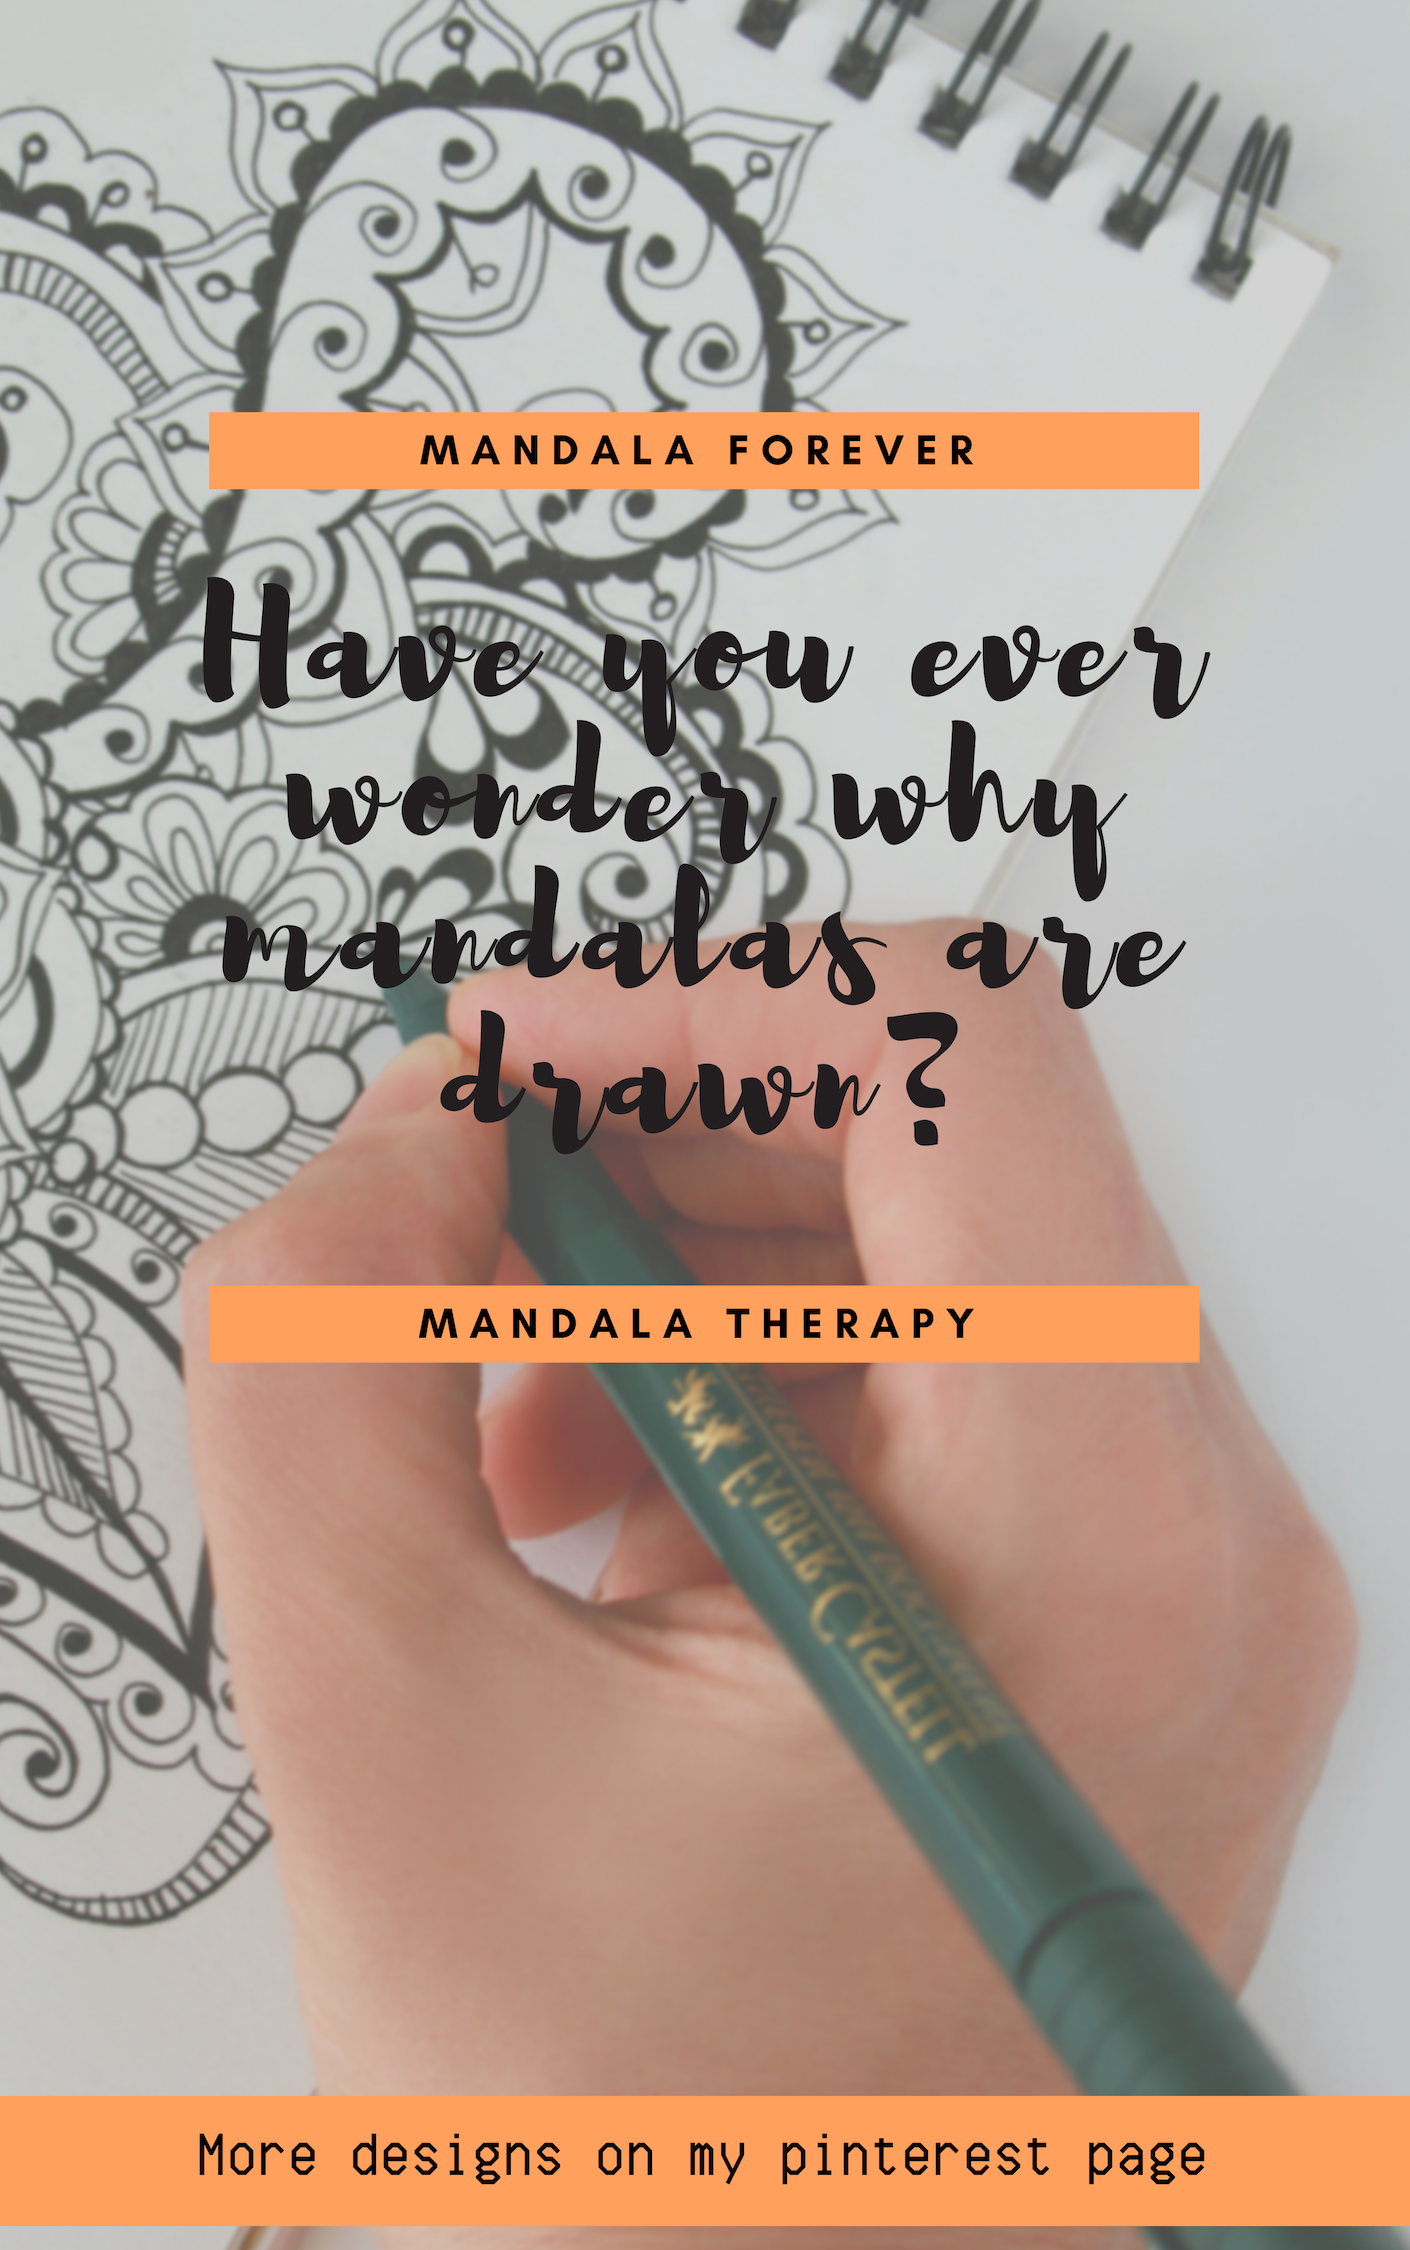 MANDALA FOREVER
Have you ever
wonder why
mandalas are
drawn?
MANDALA THERAPY
FABER-CASTELL
More designs on my pinterest page